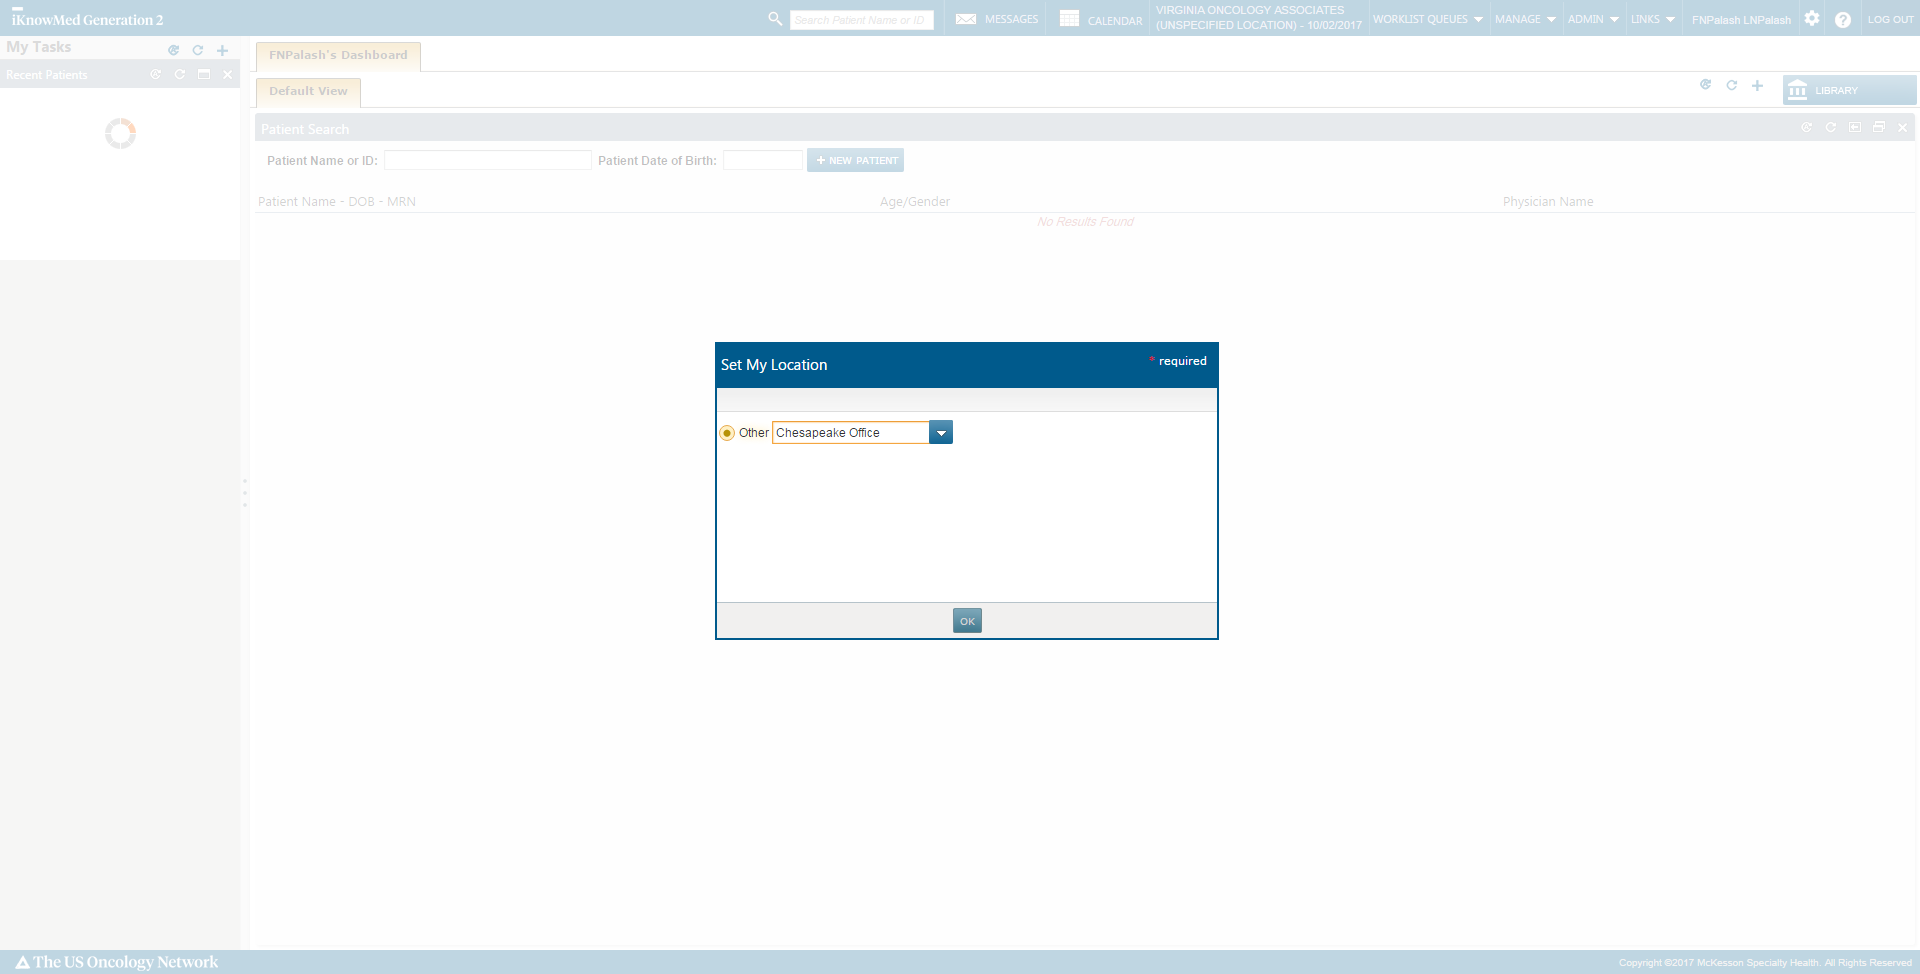 iKnowMed Generation 2
Search Patient Name or ID
MESSAGES
CALENDAR
VIRGINIA ONCOLOGY ASSOCIATES
(UNSPECIFIED LOCATION) - 10/02/2017
WORKLIST QUEUES
MANAGE
ADMIN
LINKS
FNPalash LNPalash
LOG OUT
My Tasks
Recent Patients
FNPalash's Dashboard
Default View
LIBRARY
Patient Search
Patient Name or ID:
Patient Date of Birth:
+ NEW PATIENT
Patient Name - DOB - MRN
Age/Gender
Physician Name
No Results Found
Set My Location
* required
Other
Chesapeake Office
OK
The US Oncology Network
Copyright ©2017 McKesson Specialty Health. All Rights Reserved